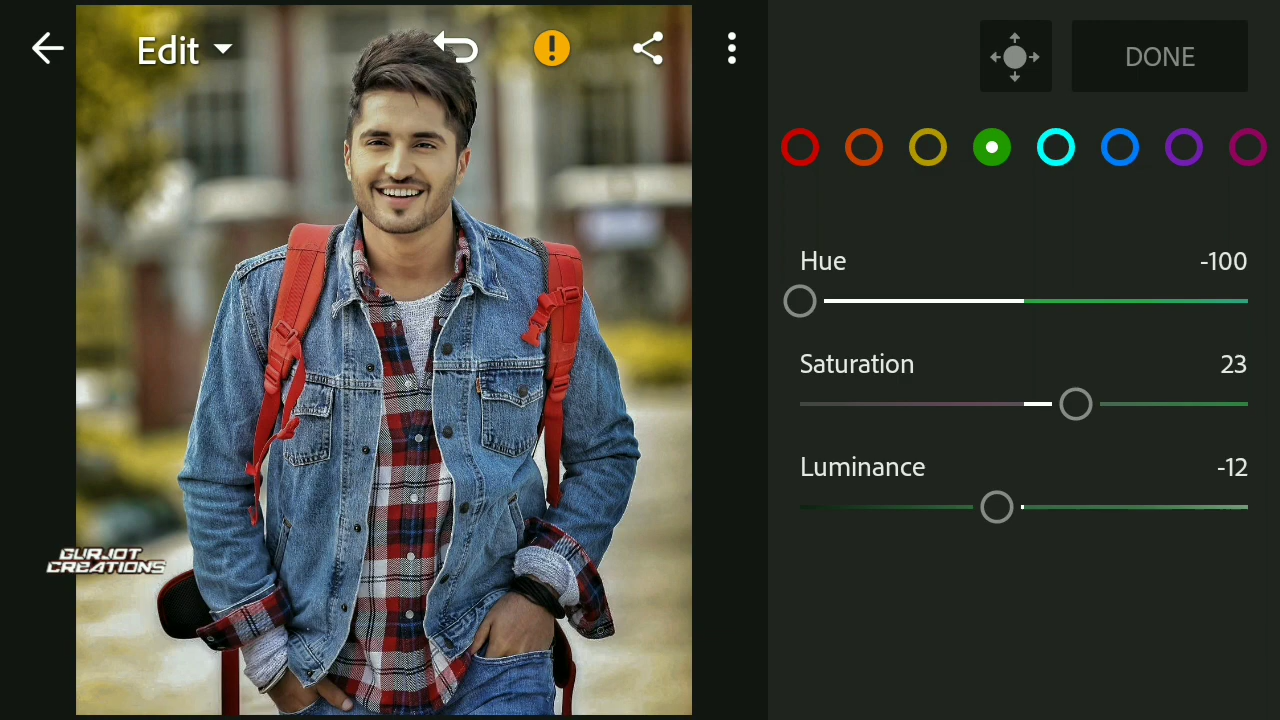 Edit
DONE
Hue -100
Saturation 23
Luminance -12
GURJOT
CREATIONS